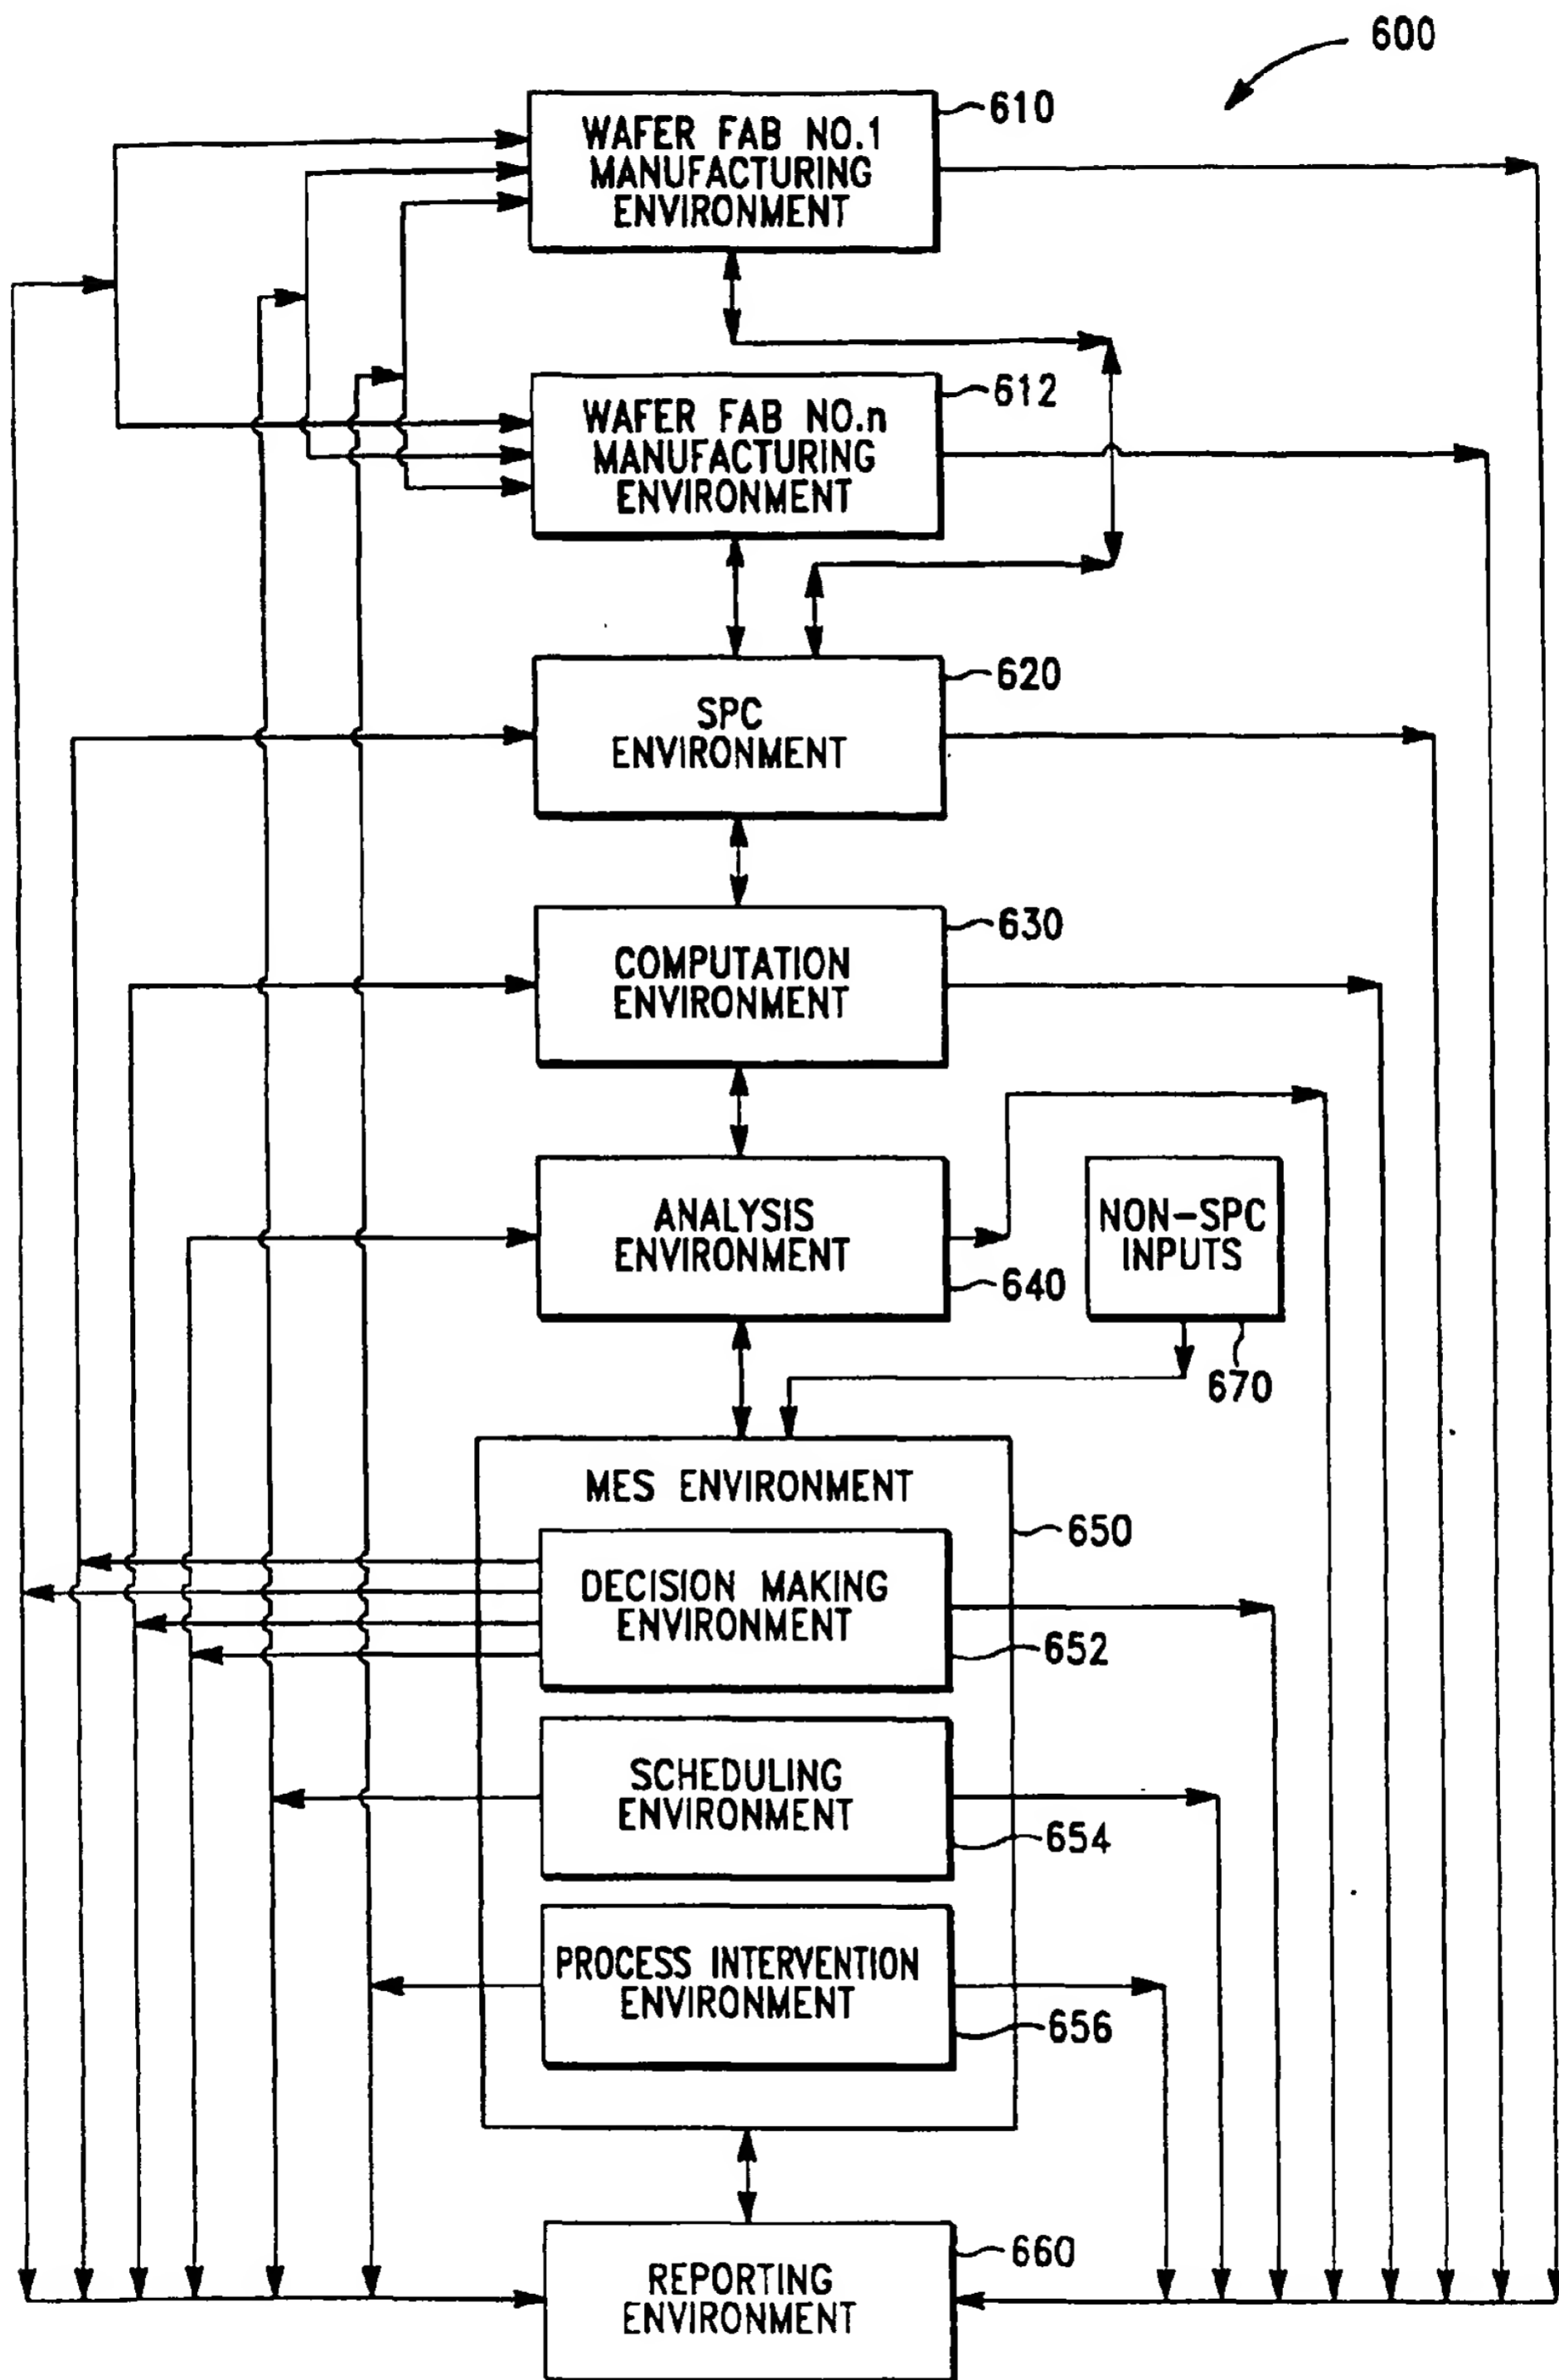 600
WAFER FAB NO.1
MANUFACTURING
ENVIRONMENT
610
WAFER FAB NO.n
MANUFACTURING
ENVIRONMENT
612
SPC
ENVIRONMENT
620
COMPUTATION
ENVIRONMENT
630
ANALYSIS
ENVIRONMENT
640
NON-SPC
INPUTS
670
MES ENVIRONMENT
650
DECISION MAKING
ENVIRONMENT
652
SCHEDULING
ENVIRONMENT
654
PROCESS INTERVENTION
ENVIRONMENT
656
REPORTING
ENVIRONMENT
660